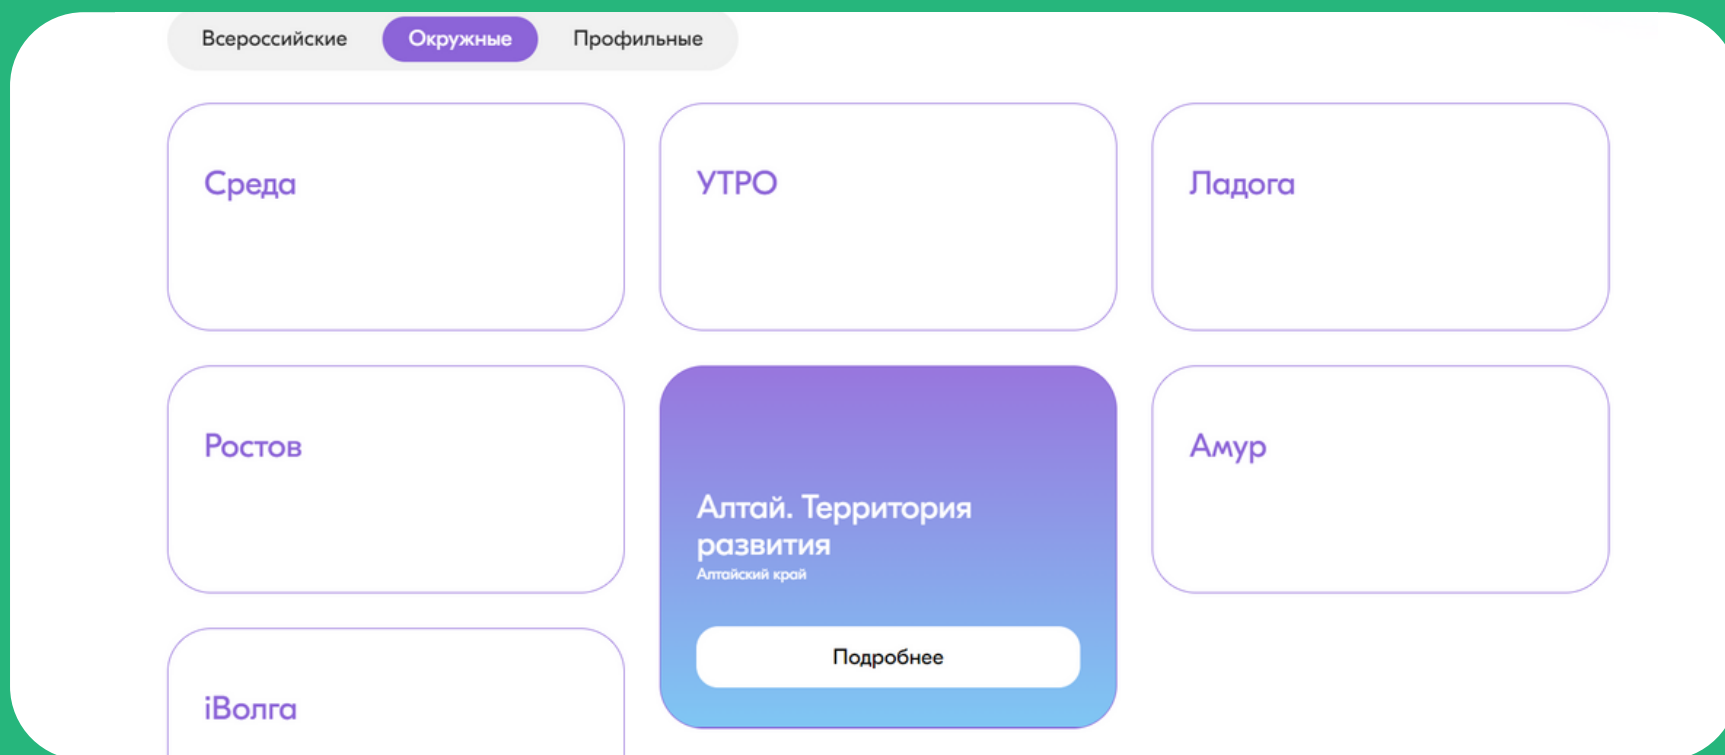 Всероссийские
Окружные
Профильные
Среда
УТРО
Ладога
Ростов
Алтай. Территория
развития
Алтайский край
Подробнее
Амур
iВолга